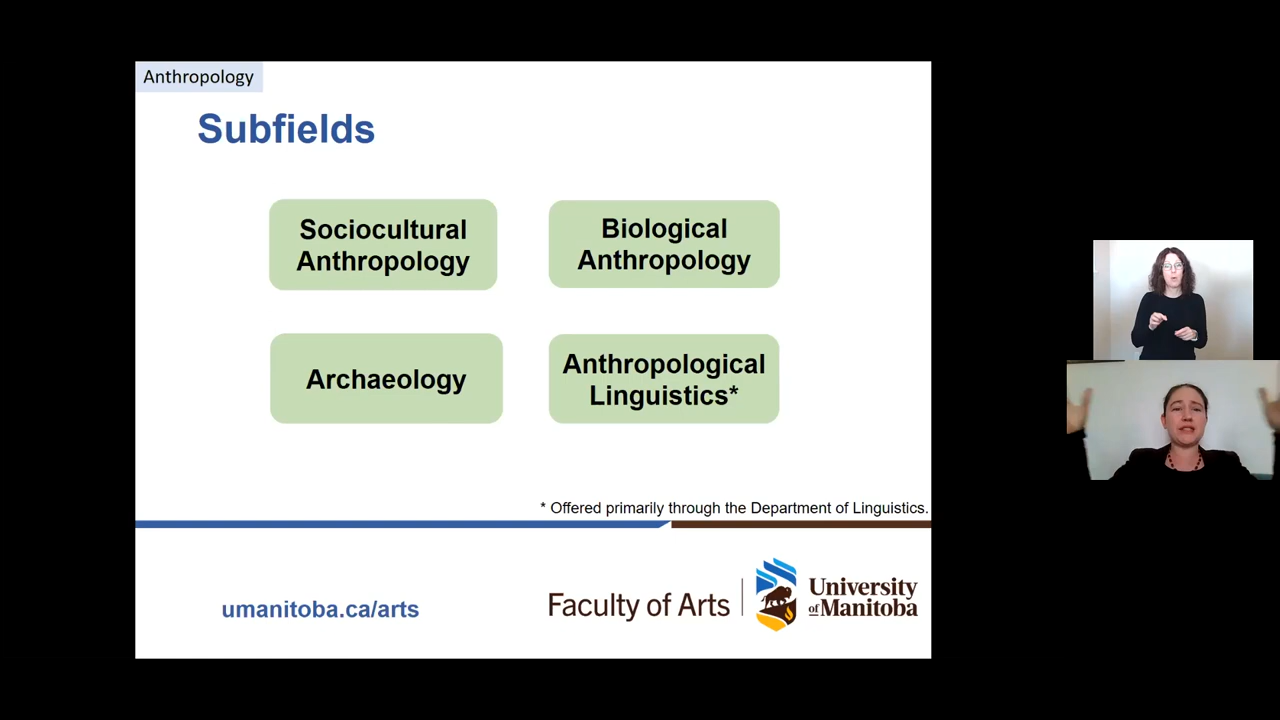 Anthropology
Subfields
Sociocultural
Anthropology
Biological
Anthropology
Archaeology
Anthropological
Linguistics*
* Offered primarily through the Department of Linguistics.
umanitoba.ca/arts
Faculty of Arts
University
of Manitoba